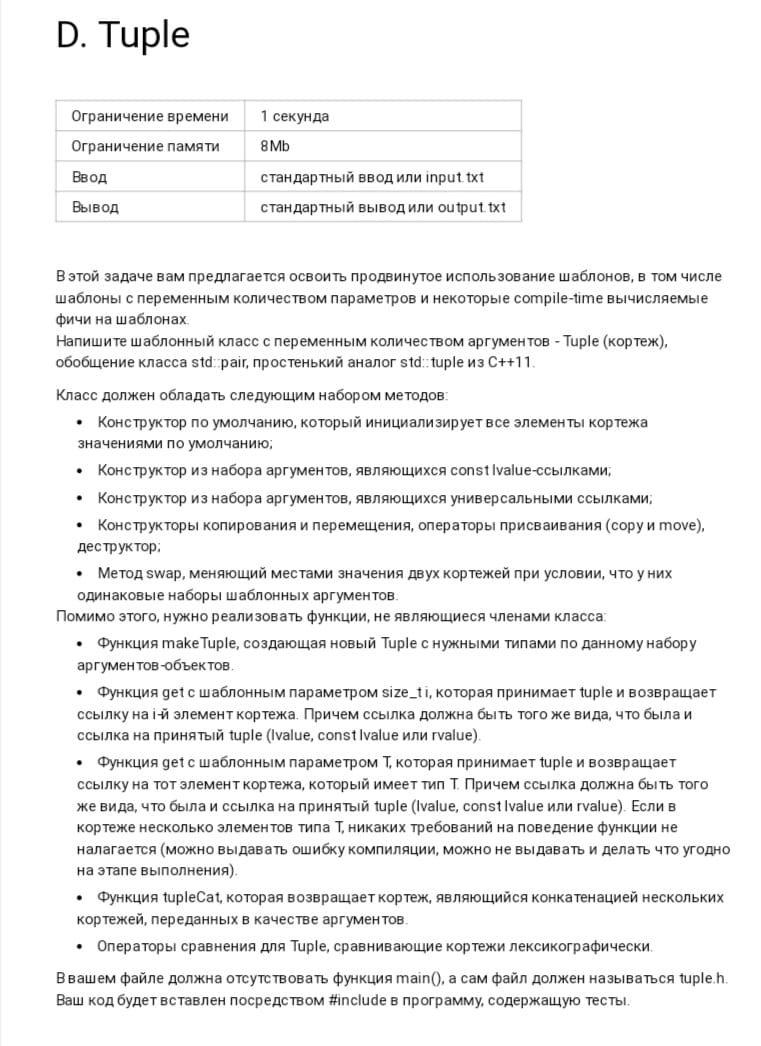 D. Tuple
Ограничение времени 1 секунда
Ограничение памяти 8Mb
Ввод стандартный ввод или input.txt
Вывод стандартный вывод или output.txt
В этой задаче вам предлагается освоить продвинутое использование шаблонов, в том числе
шаблоны с переменным количеством параметров и некоторые compile-time вычисляемые
фичи на шаблонах.
Напишите шаблонный класс с переменным количеством аргументов - Tuple (кортеж),
обобщение класса std::pair, простенький аналог std::tuple из C++11.
Класс должен обладать следующим набором методов:
• Конструктор по умолчанию, который инициализирует все элементы кортежа
значениями по умолчанию;
• Конструктор из набора аргументов, являющихся const lvalue-ссылками;
• Конструктор из набора аргументов, являющихся универсальными ссылками;
• Конструкторы копирования и перемещения, операторы присваивания (copy и move),
деструктор;
• Метод swap, меняющий местами значения двух кортежей при условии, что у них
одинаковые наборы шаблонных аргументов.
Помимо этого, нужно реализовать функции, не являющиеся членами класса:
• Функция makeTuple, создающая новый Tuple с нужными типами по данному набору
аргументов-объектов.
• Функция get с шаблонным параметром size_t i, которая принимает tuple и возвращает
ссылку на i-й элемент кортежа. Причем ссылка должна быть того же вида, что была и
ссылка на принятый tuple (lvalue, const lvalue или rvalue).
• Функция get с шаблонным параметром T, которая принимает tuple и возвращает
ссылку на тот элемент кортежа, который имеет тип T. Причем ссылка должна быть того
же вида, что была и ссылка на принятый tuple (lvalue, const lvalue или rvalue). Если в
кортеже несколько элементов типа T, никаких требований на поведение функции не
налагается (можно выдавать ошибку компиляции, можно не выдавать и делать что угодно
на этапе выполнения).
• Функция tupleCat, которая возвращает кортеж, являющийся конкатенацией нескольких
кортежей, переданных в качестве аргументов.
• Операторы сравнения для Tuple, сравнивающие кортежи лексикографически.
В вашем файле должна отсутствовать функция main(), а сам файл должен называться tuple.h.
Ваш код будет вставлен посредством #include в программу, содержащую тесты.